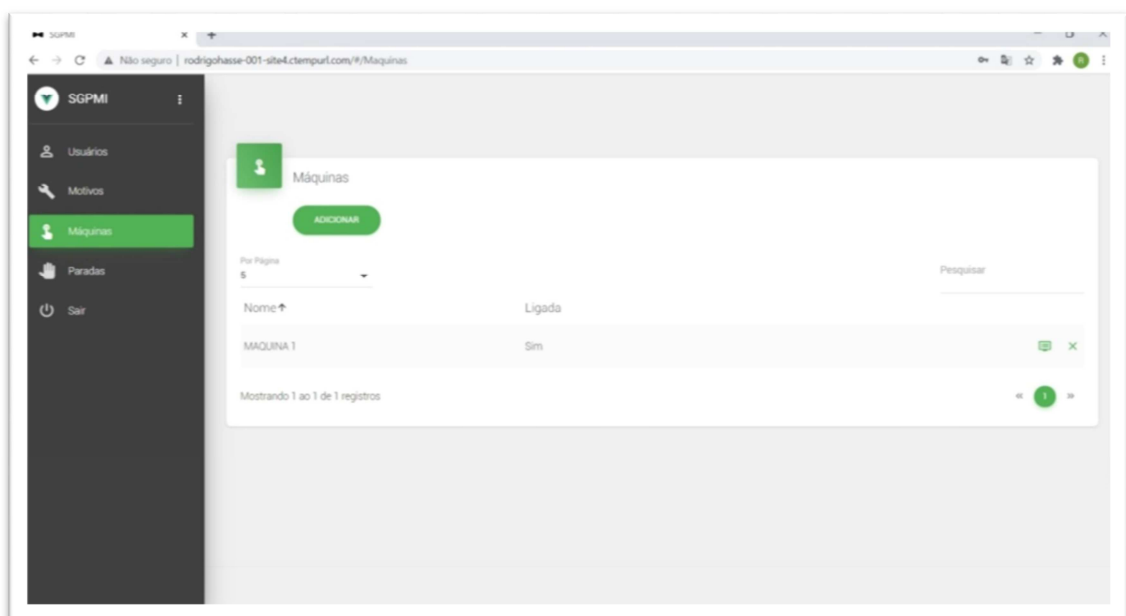 SGPMI
Não seguro | rodrigohasse-001-site4.ctempurl.com/#/Maquinas
R
SGPMI
Usuários
Motivos
Máquinas
Paradas
Sair
Máquinas
ADICIONAR
Por Página
5
Pesquisar
Nome Ligada
MAQUINA 1 Sim
Mostrando 1 ao 1 de 1 registros
« 1 »